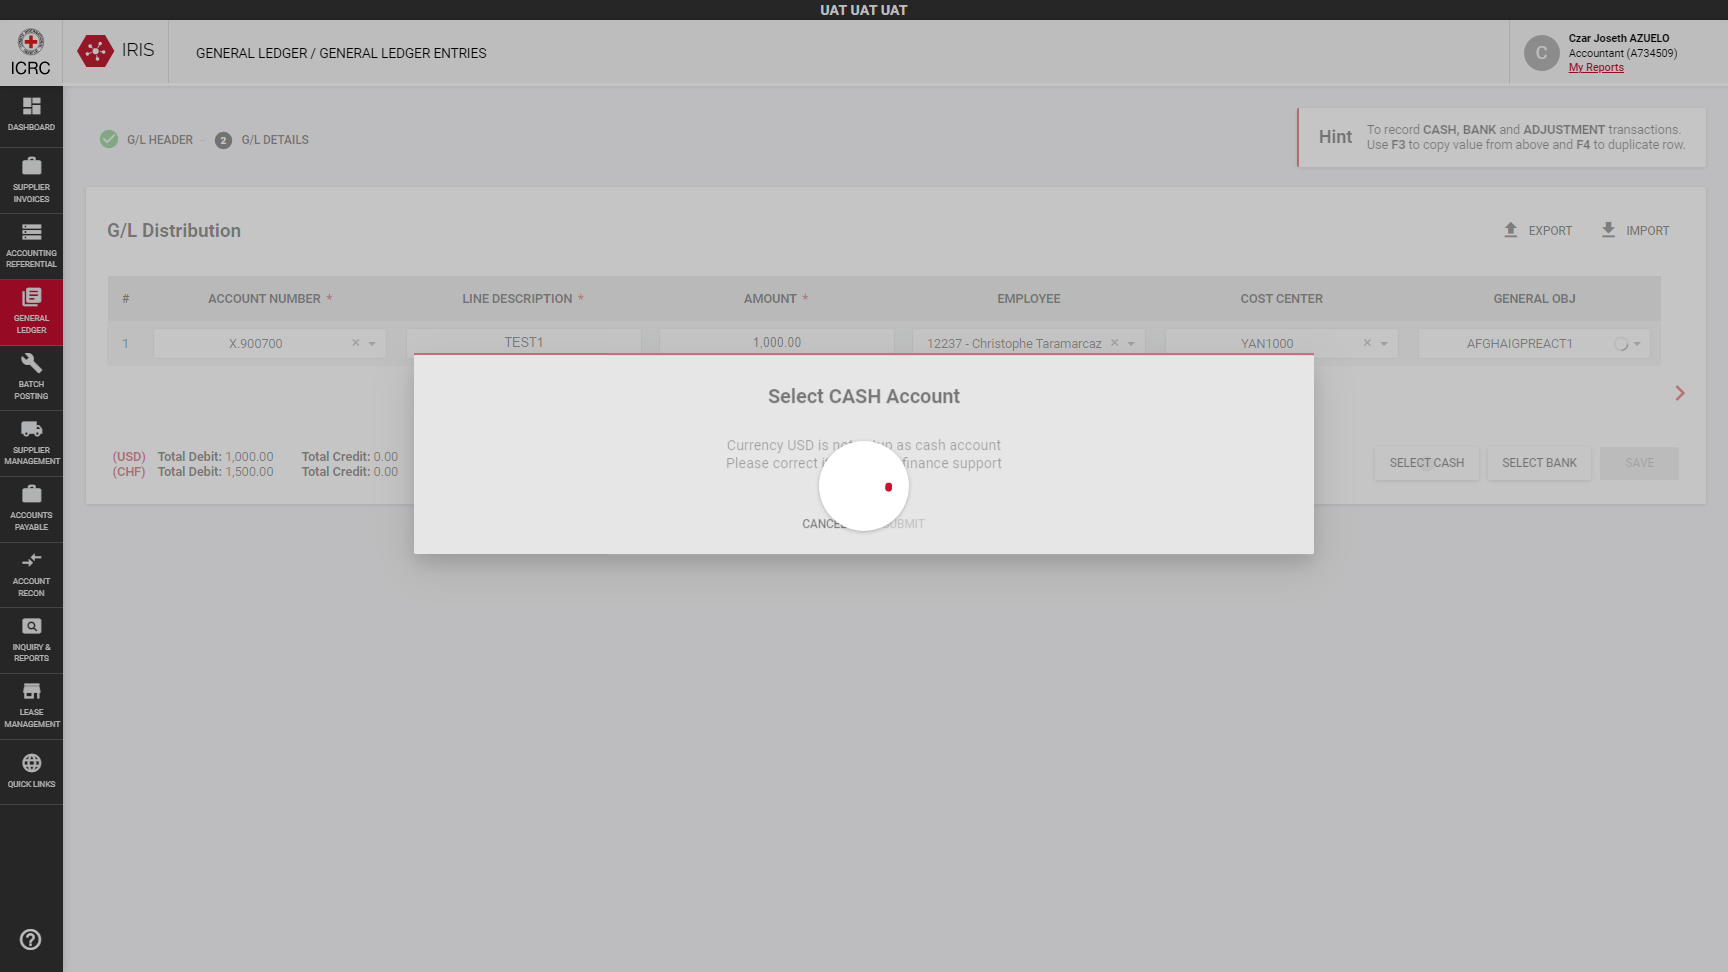 UAT UAT UAT
ICRC
IRIS
GENERAL LEDGER / GENERAL LEDGER ENTRIES
C
Czar Joseth AZUELO
Accountant (A734509)
My Reports
DASHBOARD
SUPPLIER
INVOICES
ACCOUNTING
REFERENTIAL
GENERAL
LEDGER
BATCH
POSTING
SUPPLIER
MANAGEMENT
ACCOUNTS
PAYABLE
ACCOUNT
RECON
INQUIRY &
REPORTS
LEASE
MANAGEMENT
QUICK LINKS
G/L HEADER
2 G/L DETAILS
Hint
To record CASH, BANK and ADJUSTMENT transactions.
Use F3 to copy value from above and F4 to duplicate row.
G/L Distribution
EXPORT IMPORT
# ACCOUNT NUMBER * LINE DESCRIPTION * AMOUNT * EMPLOYEE COST CENTER GENERAL OBJ
1 X.900700 × TEST1 1,000.00 12237 - Christophe Taramarcaz × YAN1000 × AFGHAIGPREACT1
Select CASH Account
Currency USD is not up as cash account
Please correct finance support
CANCEL SUBMIT
(USD) Total Debit: 1,000.00 Total Credit: 0.00
(CHF) Total Debit: 1,500.00 Total Credit: 0.00
SELECT CASH SELECT BANK SAVE